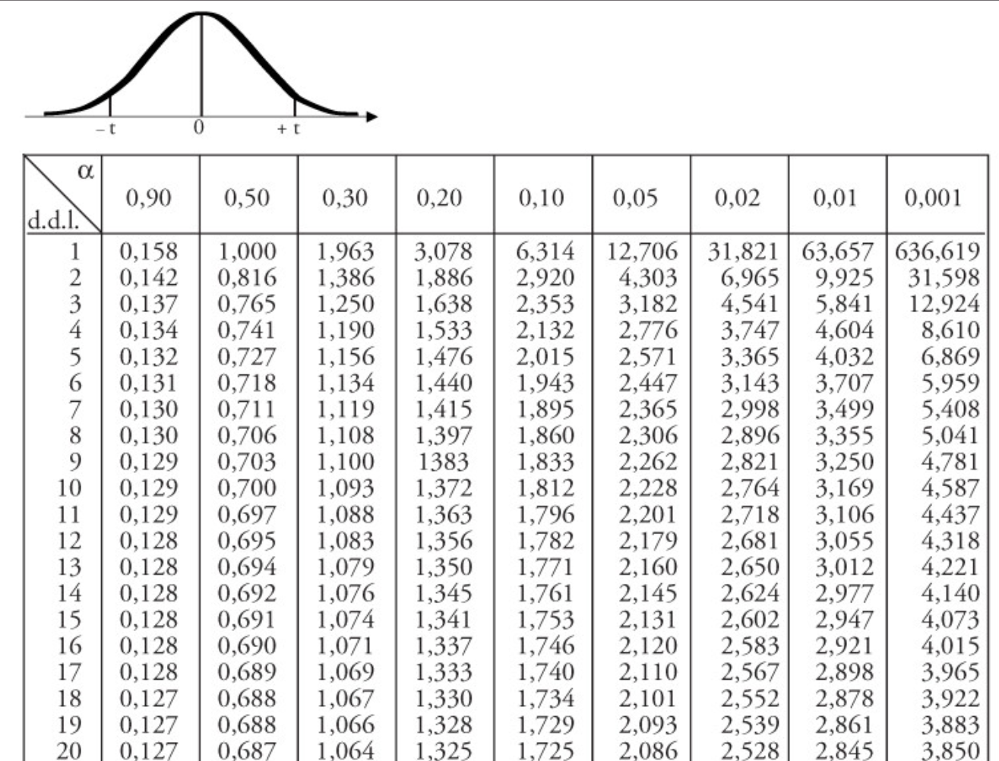 – t 0 + t
α 0,90 0,50 0,30 0,20 0,10 0,05 0,02 0,01 0,001
d.d.l.
1 0,158 1,000 1,963 3,078 6,314 12,706 31,821 63,657 636,619
2 0,142 0,816 1,386 1,886 2,920 4,303 6,965 9,925 31,598
3 0,137 0,765 1,250 1,638 2,353 3,182 4,541 5,841 12,924
4 0,134 0,741 1,190 1,533 2,132 2,776 3,747 4,604 8,610
5 0,132 0,727 1,156 1,476 2,015 2,571 3,365 4,032 6,869
6 0,131 0,718 1,134 1,440 1,943 2,447 3,143 3,707 5,959
7 0,130 0,711 1,119 1,415 1,895 2,365 2,998 3,499 5,408
8 0,130 0,706 1,108 1,397 1,860 2,306 2,896 3,355 5,041
9 0,129 0,703 1,100 1383 1,833 2,262 2,821 3,250 4,781
10 0,129 0,700 1,093 1,372 1,812 2,228 2,764 3,169 4,587
11 0,129 0,697 1,088 1,363 1,796 2,201 2,718 3,106 4,437
12 0,128 0,695 1,083 1,356 1,782 2,179 2,681 3,055 4,318
13 0,128 0,694 1,079 1,350 1,771 2,160 2,650 3,012 4,221
14 0,128 0,692 1,076 1,345 1,761 2,145 2,624 2,977 4,140
15 0,128 0,691 1,074 1,341 1,753 2,131 2,602 2,947 4,073
16 0,128 0,690 1,071 1,337 1,746 2,120 2,583 2,921 4,015
17 0,128 0,689 1,069 1,333 1,740 2,110 2,567 2,898 3,965
18 0,127 0,688 1,067 1,330 1,734 2,101 2,552 2,878 3,922
19 0,127 0,688 1,066 1,328 1,729 2,093 2,539 2,861 3,883
20 0,127 0,687 1,064 1,325 1,725 2,086 2,528 2,845 3,850